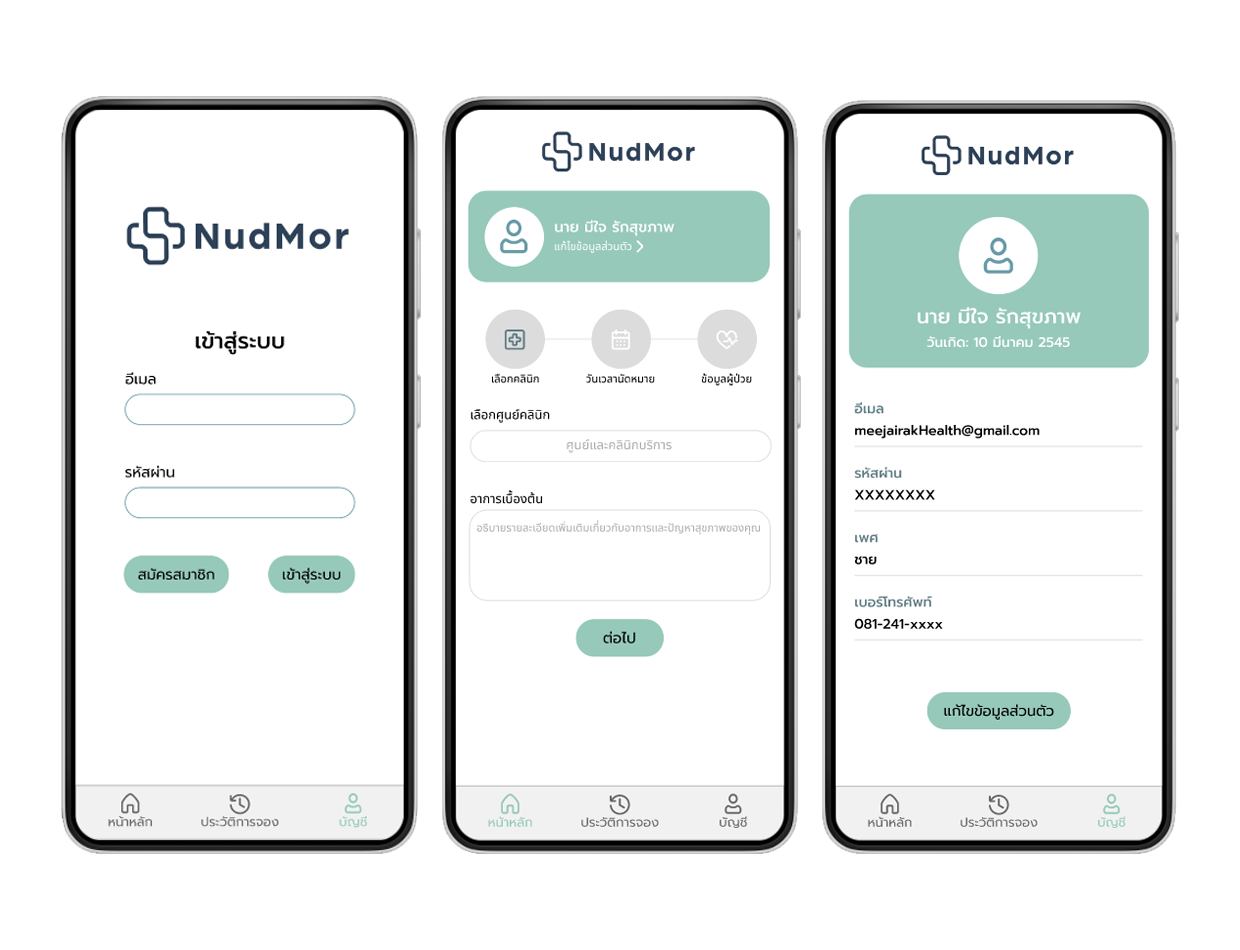 NudMor
เข้าสู่ระบบ
อีเมล
รหัสผ่าน
สมัครสมาชิก
เข้าสู่ระบบ
หน้าหลัก
ประวัติการจอง
บัญชี
NudMor
นาย มีใจ รักสุขภาพ
แก้ไขข้อมูลส่วนตัว
เลือกคลินิก
วันเวลานัดหมาย
ข้อมูลผู้ป่วย
เลือกศูนย์คลินิก
ศูนย์และคลินิกบริการ
อาการเบื้องต้น
อธิบายรายละเอียดเพิ่มเติมเกี่ยวกับอาการและปัญหาสุขภาพของคุณ
ต่อไป
หน้าหลัก
ประวัติการจอง
บัญชี
NudMor
นาย มีใจ รักสุขภาพ
วันเกิด: 10 มีนาคม 2545
อีเมล
meejairakHealth@gmail.com
รหัสผ่าน
XXXXXXXX
เพศ
ชาย
เบอร์โทรศัพท์
081-241-xxxx
แก้ไขข้อมูลส่วนตัว
หน้าหลัก
ประวัติการจอง
บัญชี